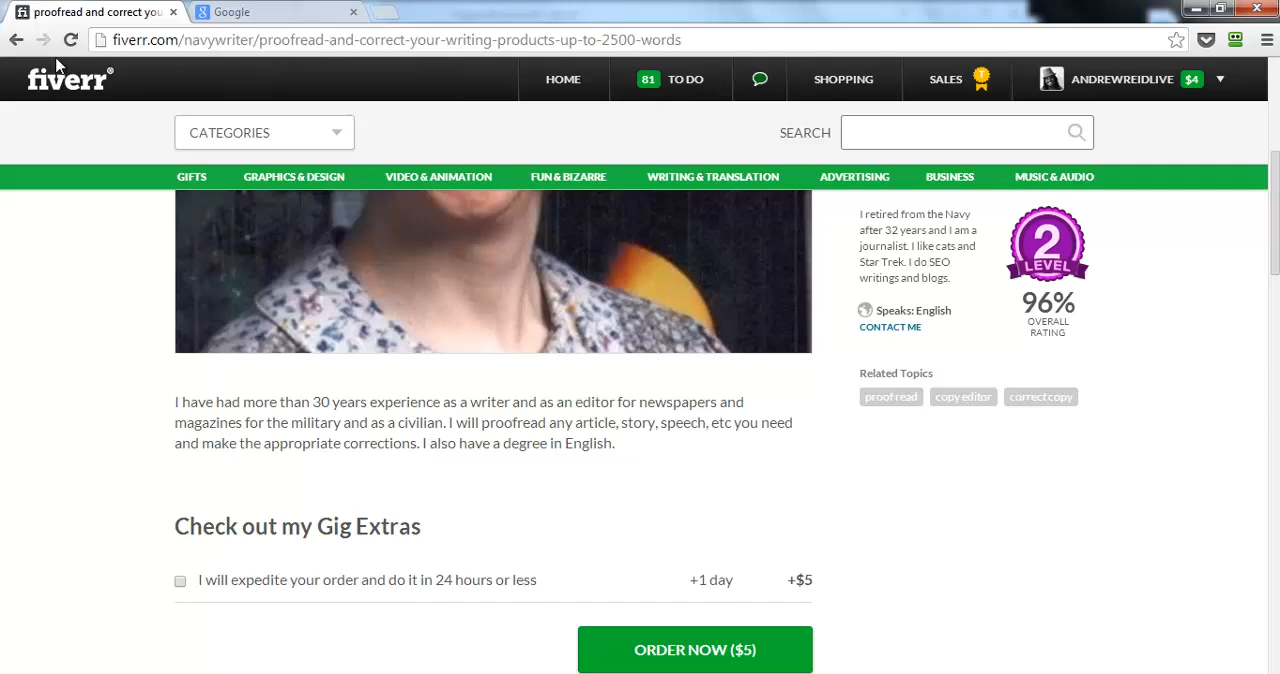 proofread and correct you
Google
fiverr.com/navywriter/proofread-and-correct-your-writing-products-up-to-2500-words
fiverr®
HOME
81 TO DO
SHOPPING
SALES
ANDREWREIDLIVE $4
CATEGORIES
SEARCH
GIFTS
GRAPHICS & DESIGN
VIDEO & ANIMATION
FUN & BIZARRE
WRITING & TRANSLATION
ADVERTISING
BUSINESS
MUSIC & AUDIO
I retired from the Navy
after 32 years and I am a
journalist. I like cats and
Star Trek. I do SEO
writings and blogs.
2
LEVEL
96%
OVERALL
RATING
Speaks: English
CONTACT ME
Related Topics
proof read
copy editor
correct copy
I have had more than 30 years experience as a writer and as an editor for newspapers and
magazines for the military and as a civilian. I will proofread any article, story, speech, etc you need
and make the appropriate corrections. I also have a degree in English.
Check out my Gig Extras
I will expedite your order and do it in 24 hours or less +1 day +$5
ORDER NOW ($5)